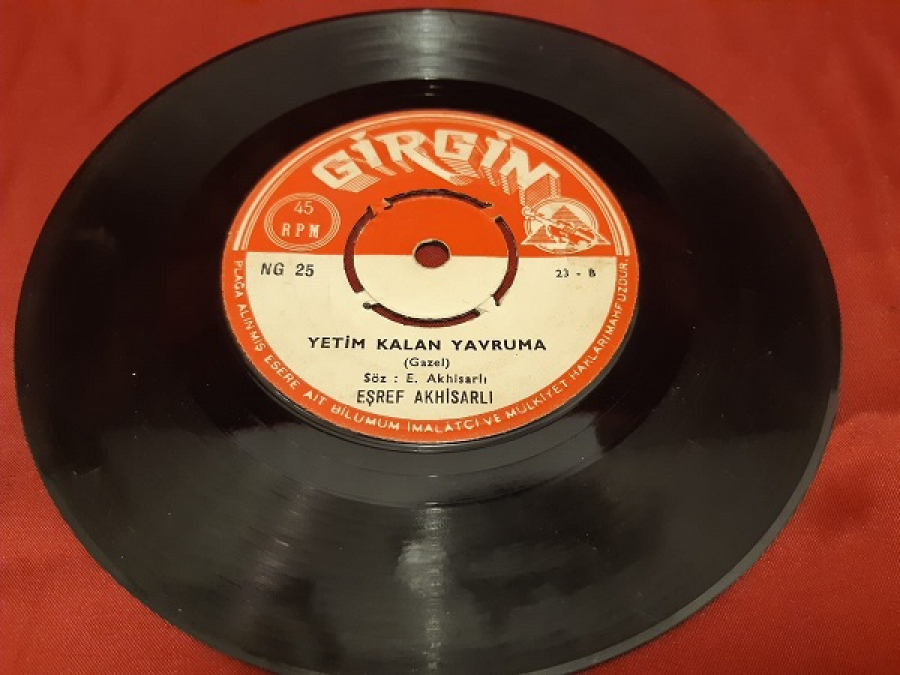 GİRGİN
45
RPM
NG 25
23 - B
YETİM KALAN YAVRUMA
(Gazel)
Söz : E. Akhisarlı
EŞREF AKHİSARLI
PLAĞA ALINMIŞ ESERE AİT BİLUMUM İMALATCI VE MÜLKİYET HAKLARI MAHFUZDUR.